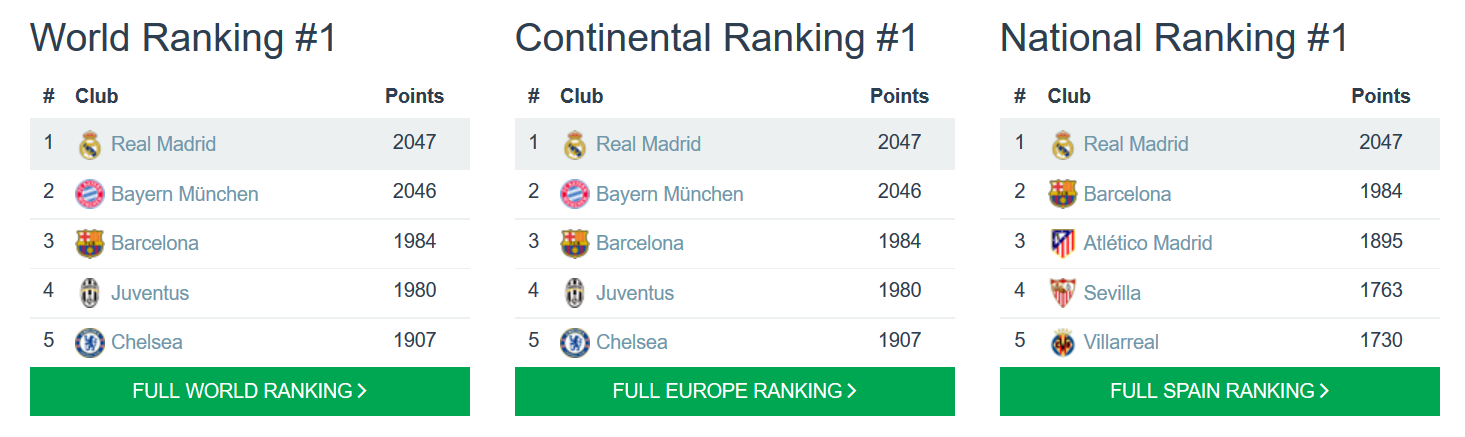 World Ranking #1
# Club Points
1 Real Madrid 2047
2 Bayern München 2046
3 Barcelona 1984
4 Juventus 1980
5 Chelsea 1907
FULL WORLD RANKING >
Continental Ranking #1
# Club Points
1 Real Madrid 2047
2 Bayern München 2046
3 Barcelona 1984
4 Juventus 1980
5 Chelsea 1907
FULL EUROPE RANKING >
National Ranking #1
# Club Points
1 Real Madrid 2047
2 Barcelona 1984
3 Atlético Madrid 1895
4 Sevilla 1763
5 Villarreal 1730
FULL SPAIN RANKING >